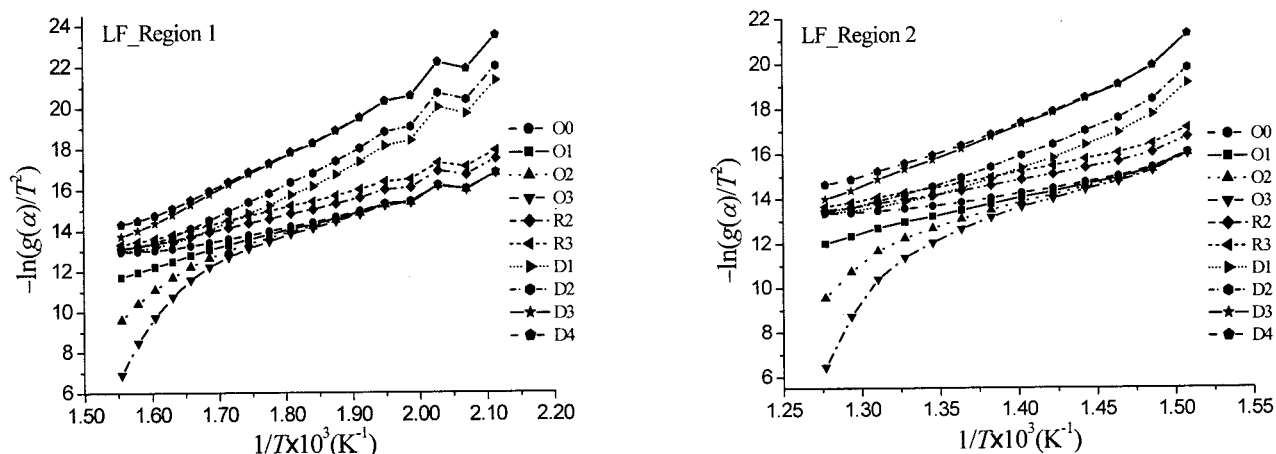 LF_Region 1
24
22
20
18
16
14
12
10
8
6
−ln(g(α)/T²)
1.50 1.60 1.70 1.80 1.90 2.00 2.10 2.20
1/T×10³(K⁻¹)
O0
O1
O2
O3
R2
R3
D1
D2
D3
D4
LF_Region 2
22
20
18
16
14
12
10
8
6
−ln(g(α)/T²)
1.25 1.30 1.35 1.40 1.45 1.50 1.55
1/T×10³(K⁻¹)
O0
O1
O2
O3
R2
R3
D1
D2
D3
D4